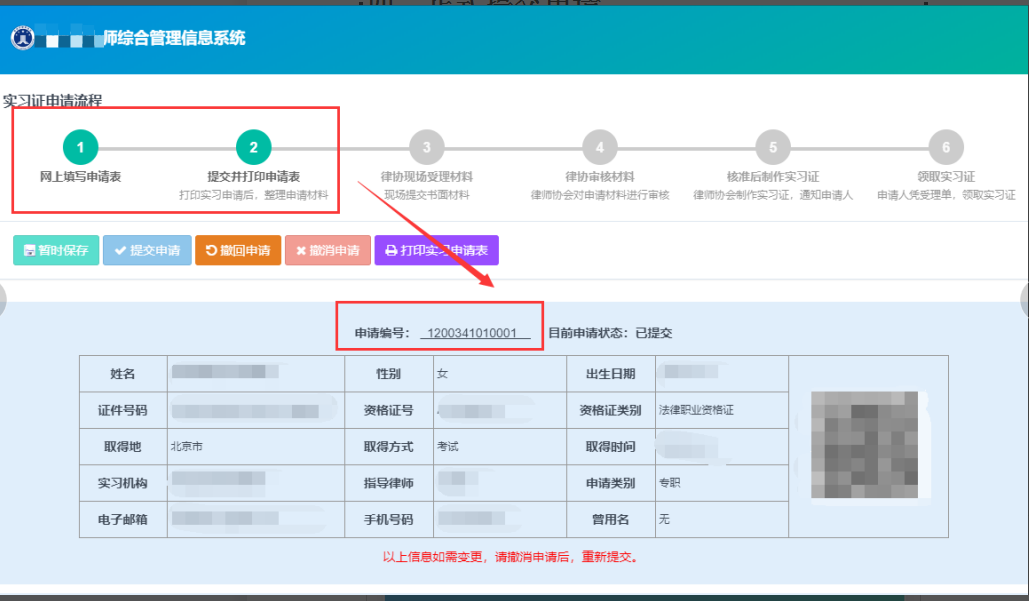 师综合管理信息系统
实习证申请流程
1 2 3 4 5 6
网上填写申请表 提交并打印申请表 律协现场受理材料 律协审核材料 核准后制作实习证 领取实习证
打印实习申请后，整理申请材料 现场提交书面材料 律师协会对申请材料进行审核 律师协会制作实习证，通知申请人 申请人凭受理单，领取实习证
暂时保存 提交申请 撤回申请 撤消申请 打印实习申请表
申请编号： 1200341010001 目前申请状态：已提交
姓名 性别 女 出生日期
证件号码 资格证号 资格证类别 法律职业资格证
取得地 北京市 取得方式 考试 取得时间
实习机构 指导律师 申请类别 专职
电子邮箱 手机号码 曾用名 无
以上信息如需变更，请撤消申请后，重新提交。